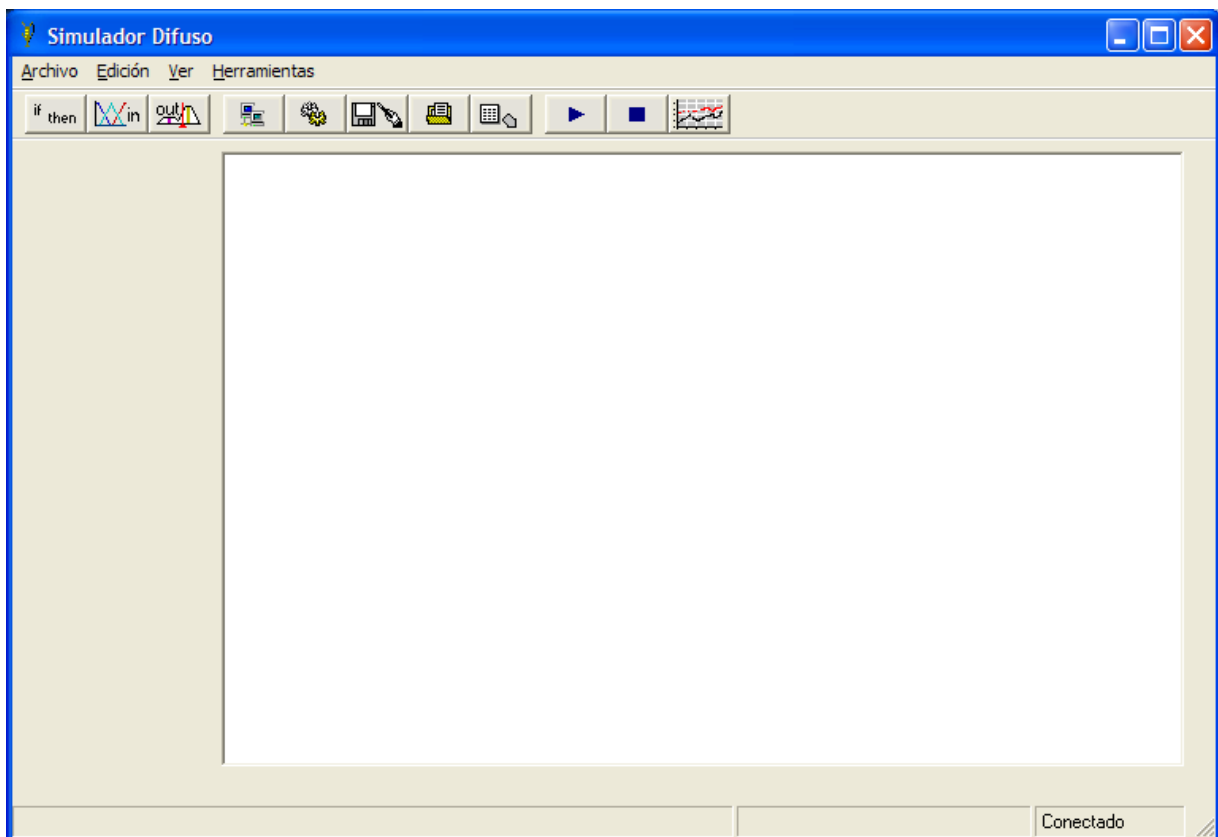 Simulador Difuso
Archivo Edición Ver Herramientas
if then in out
Conectado